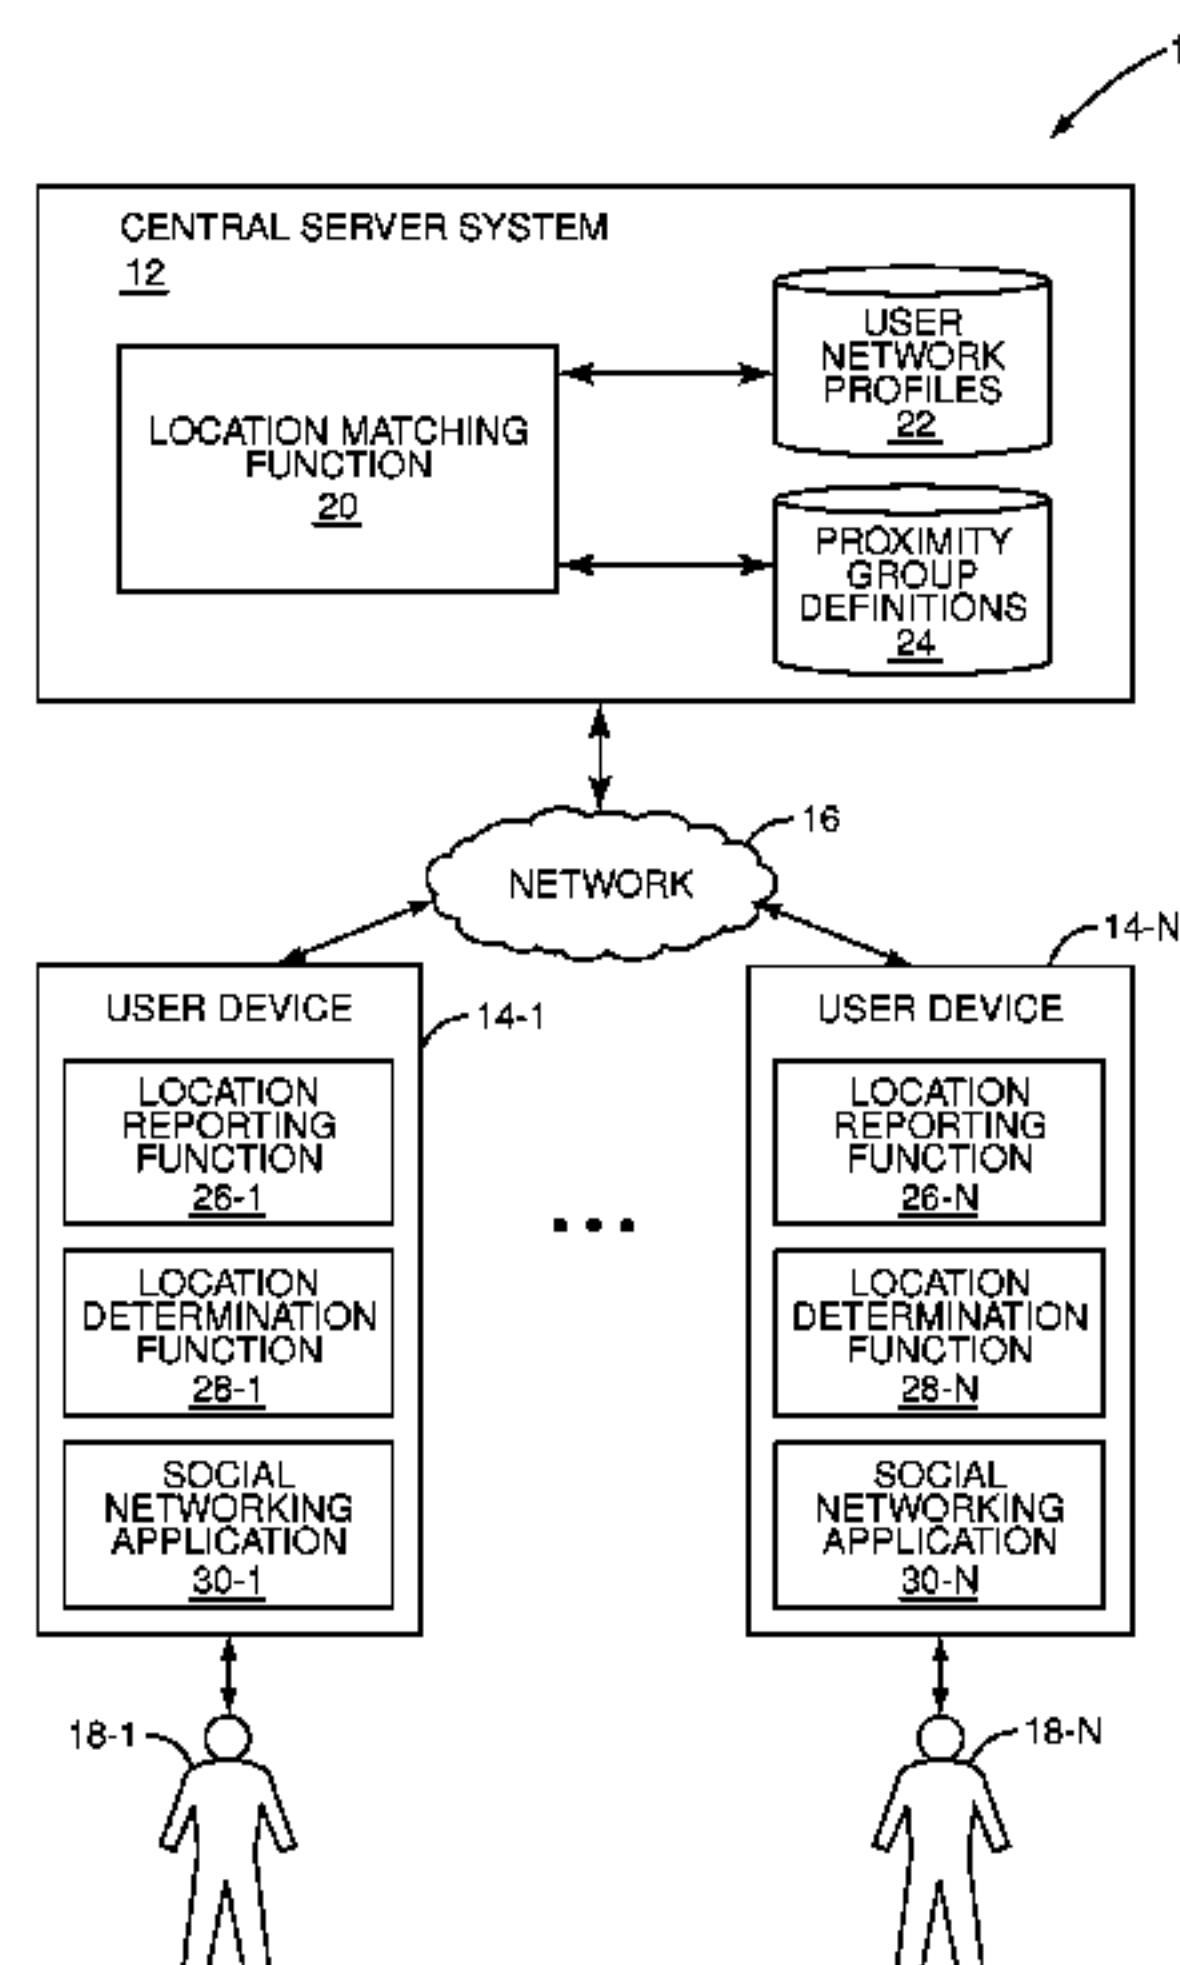 CENTRAL SERVER SYSTEM
12
LOCATION MATCHING
FUNCTION
20
USER
NETWORK
PROFILES
22
PROXIMITY
GROUP
DEFINITIONS
24
16
NETWORK
14-N
USER DEVICE
14-1
LOCATION
REPORTING
FUNCTION
26-1
LOCATION
DETERMINATION
FUNCTION
28-1
SOCIAL
NETWORKING
APPLICATION
30-1
USER DEVICE
LOCATION
REPORTING
FUNCTION
26-N
LOCATION
DETERMINATION
FUNCTION
28-N
SOCIAL
NETWORKING
APPLICATION
30-N
18-1
18-N